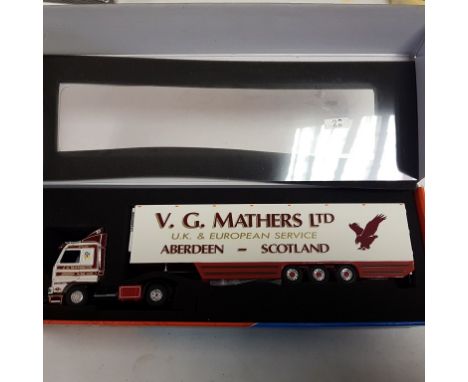 V. G. MATHERS LTD
U.K. & EUROPEAN SERVICE
ABERDEEN – SCOTLAND